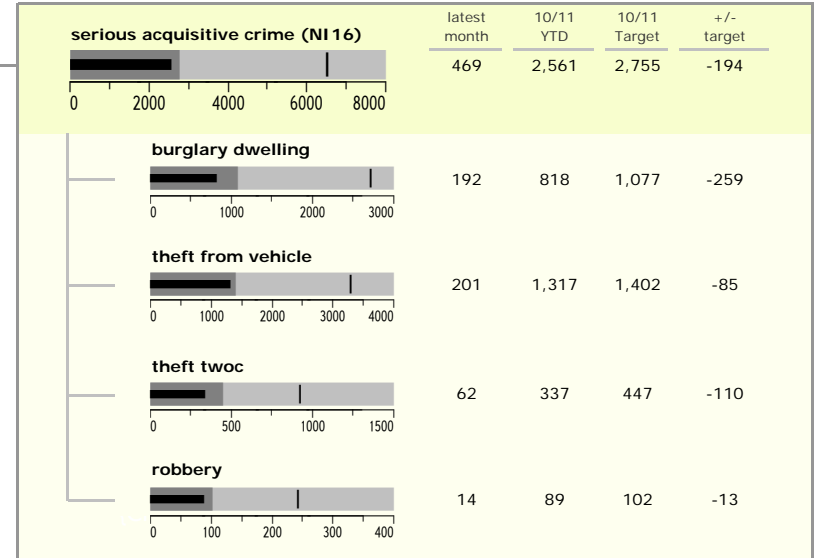 latest 10/11 10/11 +/-
serious acquisitive crime (NI16) month YTD Target target
469 2,561 2,755 -194
0 2000 4000 6000 8000
burglary dwelling
192 818 1,077 -259
0 1000 2000 3000
theft from vehicle
201 1,317 1,402 -85
0 1000 2000 3000 4000
theft twoc
62 337 447 -110
0 500 1000 1500
robbery
14 89 102 -13
0 100 200 300 400